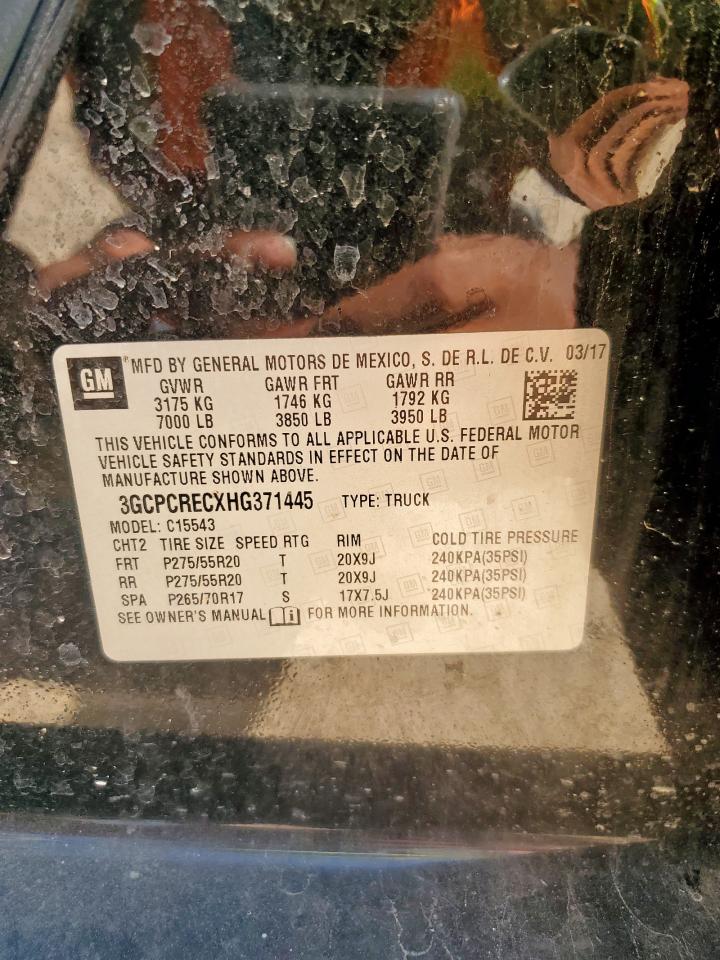 GM ® MFD BY GENERAL MOTORS DE MEXICO, S. DE R.L. DE C.V. 03/17
GVWR GAWR FRT GAWR RR
3175 KG 1746 KG 1792 KG
7000 LB 3850 LB 3950 LB
THIS VEHICLE CONFORMS TO ALL APPLICABLE U.S. FEDERAL MOTOR
VEHICLE SAFETY STANDARDS IN EFFECT ON THE DATE OF
MANUFACTURE SHOWN ABOVE.
3GCPCRECXHG371445 TYPE: TRUCK
MODEL: C15543
CHT2 TIRE SIZE SPEED RTG RIM COLD TIRE PRESSURE
FRT P275/55R20 T 20X9J 240KPA(35PSI)
RR P275/55R20 T 20X9J 240KPA(35PSI)
SPA P265/70R17 S 17X7.5J 240KPA(35PSI)
SEE OWNER'S MANUAL FOR MORE INFORMATION.